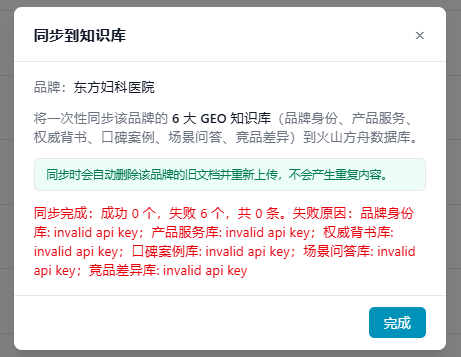 同步到知识库
×
品牌：东方妇科医院
将一次性同步该品牌的 6 大 GEO 知识库（品牌身份、产品服务、
权威背书、口碑案例、场景问答、竞品差异）到火山方舟数据库。
同步时会自动删除该品牌的旧文档并重新上传，不会产生重复内容。
同步完成：成功 0 个，失败 6 个，共 0 条。失败原因：品牌身份
库: invalid api key；产品服务库: invalid api key；权威背书库:
invalid api key；口碑案例库: invalid api key；场景问答库: invalid
api key；竞品差异库: invalid api key
完成